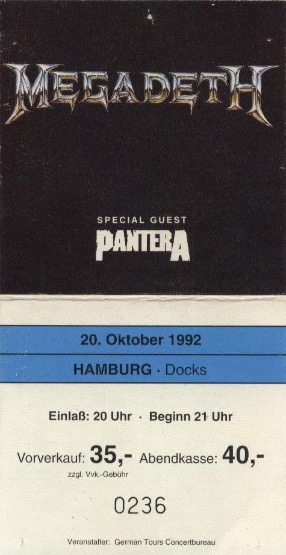 MEGADETH
SPECIAL GUEST
PANTERA
20. Oktober 1992
HAMBURG · Docks
Einlaß: 20 Uhr · Beginn 21 Uhr
Vorverkauf: 35,- Abendkasse: 40,-
zzgl. Vvk.-Gebühr
0236
Veranstalter: German Tours Concertbureau